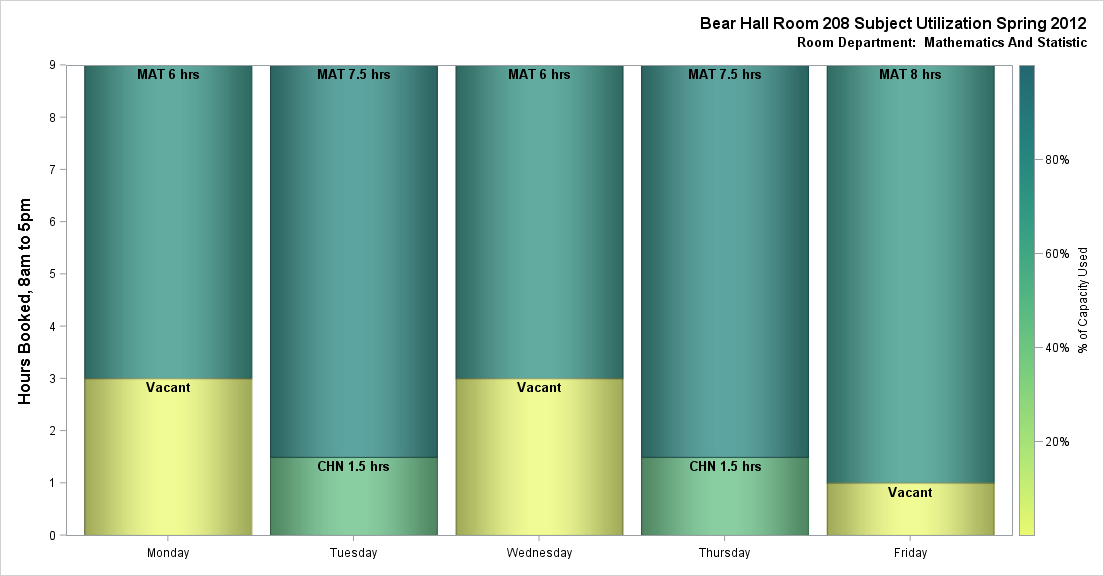 Bear Hall Room 208 Subject Utilization Spring 2012
Room Department:  Mathematics And Statistic
Hours Booked, 8am to 5pm
9
8
7
6
5
4
3
2
1
0
MAT 6 hrs
Vacant
MAT 7.5 hrs
CHN 1.5 hrs
MAT 6 hrs
Vacant
MAT 7.5 hrs
CHN 1.5 hrs
MAT 8 hrs
Vacant
Monday
Tuesday
Wednesday
Thursday
Friday
80%
60%
40%
20%
% of Capacity Used